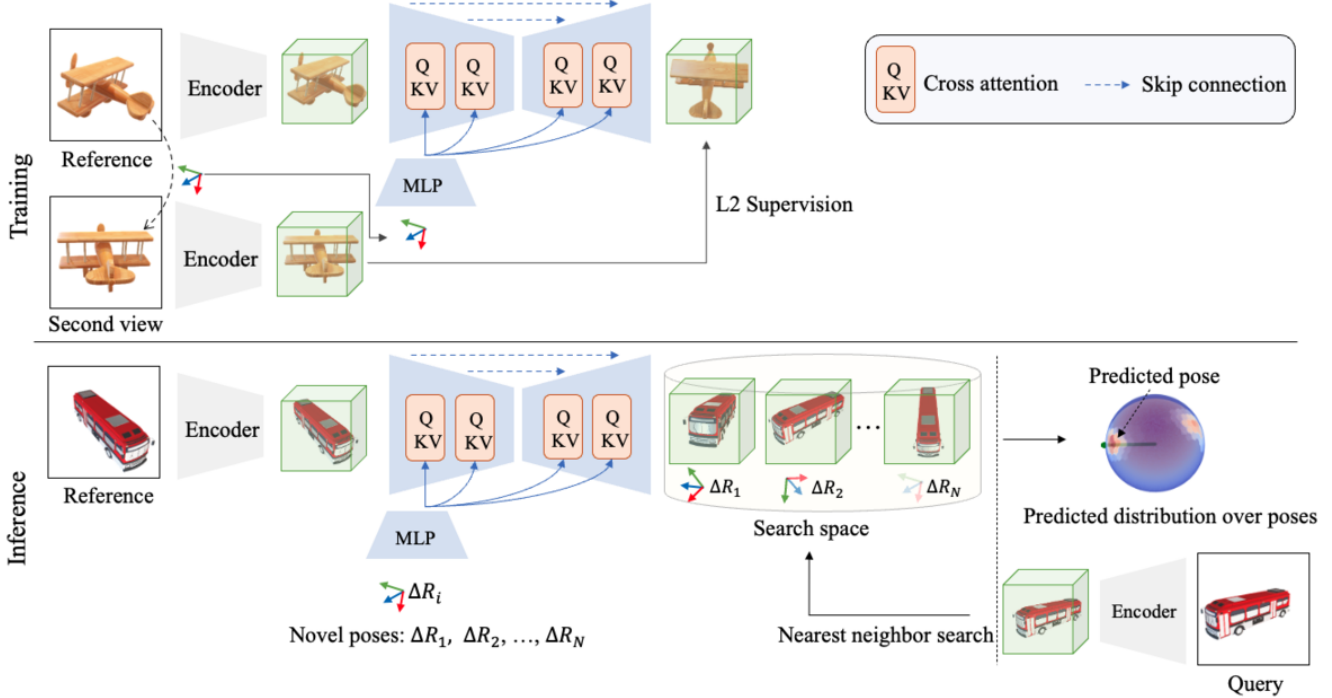 Training
Reference
Encoder
Q
KV
Q
KV
Q
KV
Q
KV
MLP
Q
KV
Cross attention
Skip connection
Second view
Encoder
L2 Supervision
Inference
Reference
Encoder
Q
KV
Q
KV
Q
KV
Q
KV
MLP
ΔR_i
Novel poses: ΔR_1, ΔR_2, ..., ΔR_N
ΔR_1
ΔR_2
...
ΔR_N
Search space
Nearest neighbor search
Predicted pose
Predicted distribution over poses
Encoder
Query